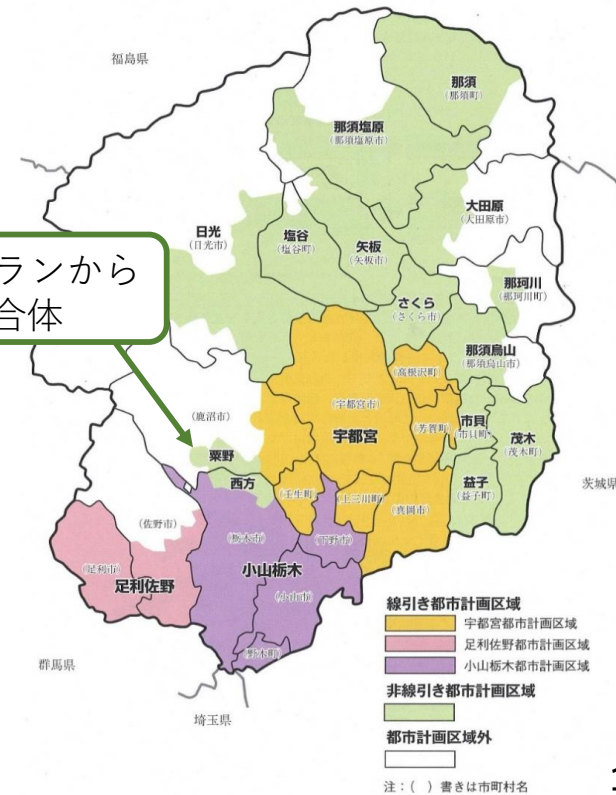 福島県
那須
(那須町)
那須塩原
(那須塩原市)
大田原
(大田原市)
日光
(日光市)
塩谷
(塩谷町)
矢板
(矢板市)
ランから
合体
那珂川
(那珂川町)
さくら
(さくら市)
那須烏山
(那須烏山市)
(高根沢町)
(鹿沼市)
(宇都宮市)
宇都宮
(芳賀町)
市貝
(市貝町)
茂木
(茂木町)
粟野
西方
(壬生町)
(上三川町)
(真岡市)
益子
(益子町)
茨城県
(佐野市)
(栃木市)
(下野市)
(足利市)
足利佐野
小山栃木
(小山市)
(野木町)
群馬県
埼玉県
線引き都市計画区域
宇都宮都市計画区域
足利佐野都市計画区域
小山栃木都市計画区域
非線引き都市計画区域
都市計画区域外
注：( )書きは市町村名